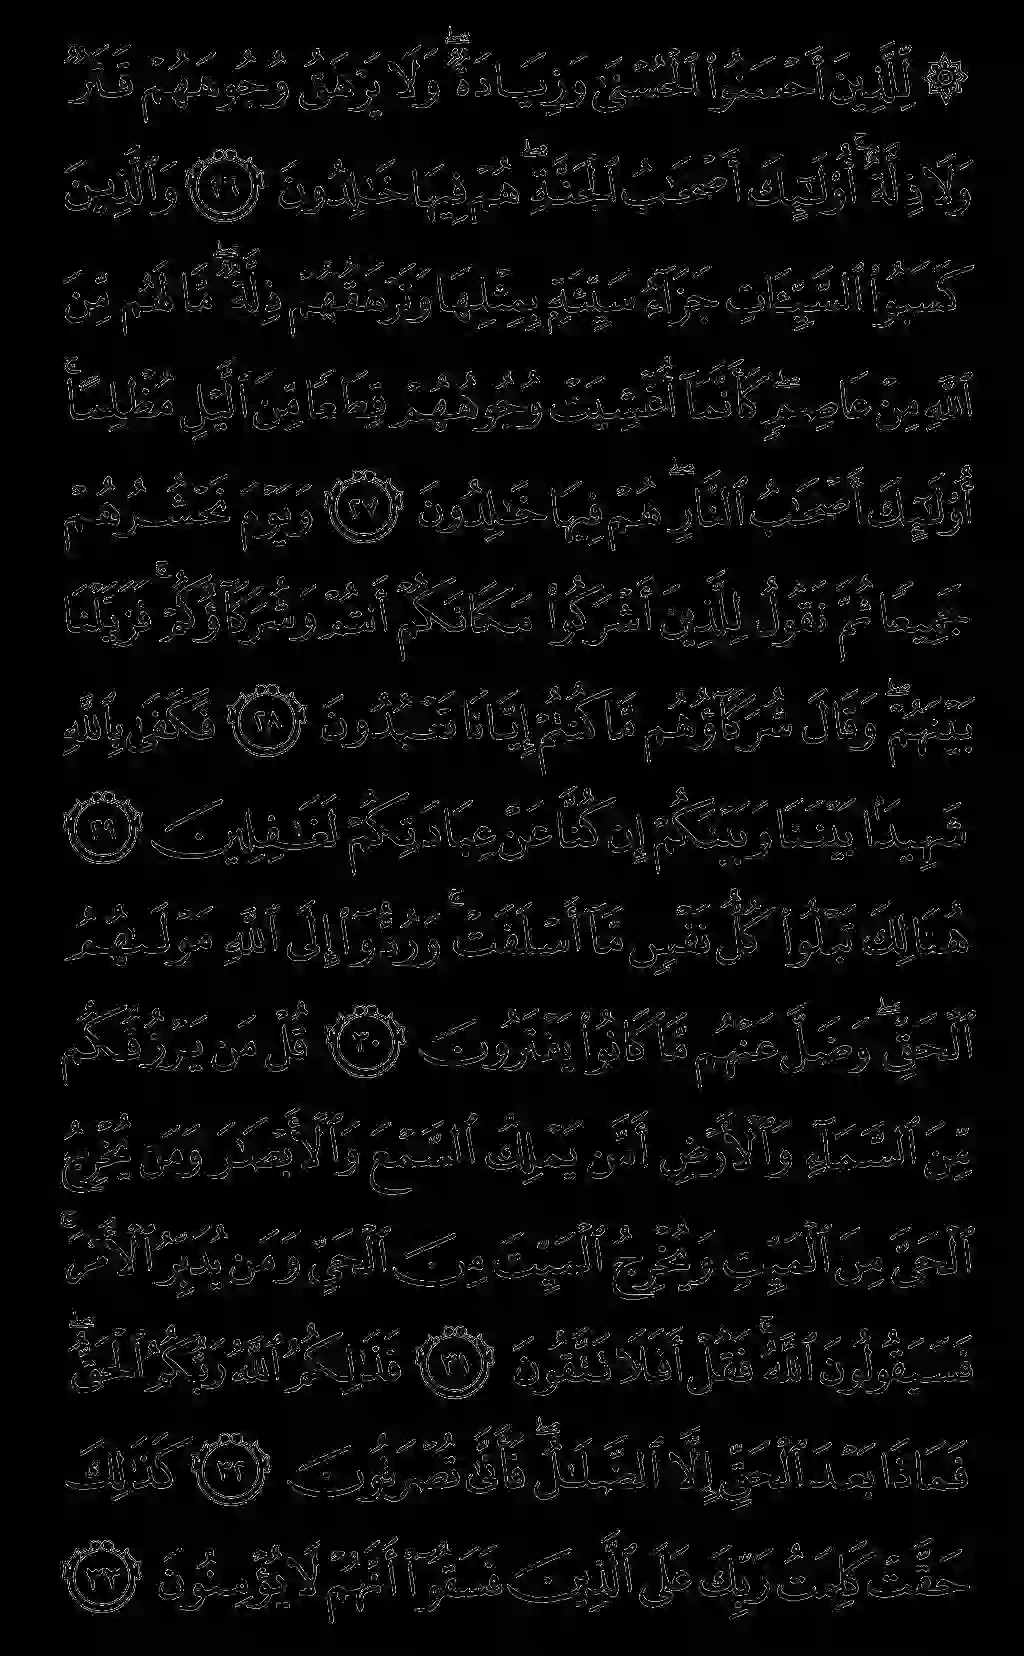 ۞ لِّلَّذِينَ أَحْسَنُوا۟ ٱلْحُسْنَىٰ وَزِيَادَةٌ ۖ وَلَا يَرْهَقُ وُجُوهَهُمْ قَتَرٌ
وَلَا ذِلَّةٌ ۚ أُو۟لَـٰٓئِكَ أَصْحَـٰبُ ٱلْجَنَّةِ ۖ هُمْ فِيهَا خَـٰلِدُونَ ٢٦ وَٱلَّذِينَ
كَسَبُوا۟ ٱلسَّيِّـَٔاتِ جَزَآءُ سَيِّئَةٍۭ بِمِثْلِهَا وَتَرْهَقُهُمْ ذِلَّةٌ ۖ مَّا لَهُم مِّنَ
ٱللَّهِ مِنْ عَاصِمٍ ۖ كَأَنَّمَآ أُغْشِيَتْ وُجُوهُهُمْ قِطَعًا مِّنَ ٱلَّيْلِ مُظْلِمًا ۚ
أُو۟لَـٰٓئِكَ أَصْحَـٰبُ ٱلنَّارِ ۖ هُمْ فِيهَا خَـٰلِدُونَ ٢٧ وَيَوْمَ نَحْشُرُهُمْ
جَمِيعًا ثُمَّ نَقُولُ لِلَّذِينَ أَشْرَكُوا۟ مَكَانَكُمْ أَنتُمْ وَشُرَكَآؤُكُمْ ۚ فَزَيَّلْنَا
بَيْنَهُمْ ۖ وَقَالَ شُرَكَآؤُهُم مَّا كُنتُمْ إِيَّانَا تَعْبُدُونَ ٢٨ فَكَفَىٰ بِٱللَّهِ
شَهِيدًۢا بَيْنَنَا وَبَيْنَكُمْ إِن كُنَّا عَنْ عِبَادَتِكُمْ لَغَـٰفِلِينَ ٢٩
هُنَالِكَ تَبْلُوا۟ كُلُّ نَفْسٍ مَّآ أَسْلَفَتْ ۚ وَرُدُّوٓا۟ إِلَى ٱللَّهِ مَوْلَىٰهُمُ
ٱلْحَقِّ ۖ وَضَلَّ عَنْهُم مَّا كَانُوا۟ يَفْتَرُونَ ٣٠ قُلْ مَن يَرْزُقُكُم
مِّنَ ٱلسَّمَآءِ وَٱلْأَرْضِ أَمَّن يَمْلِكُ ٱلسَّمْعَ وَٱلْأَبْصَـٰرَ وَمَن يُخْرِجُ
ٱلْحَىَّ مِنَ ٱلْمَيِّتِ وَيُخْرِجُ ٱلْمَيِّتَ مِنَ ٱلْحَىِّ وَمَن يُدَبِّرُ ٱلْأَمْرَ ۚ
فَسَيَقُولُونَ ٱللَّهُ ۚ فَقُلْ أَفَلَا تَتَّقُونَ ٣١ فَذَٰلِكُمُ ٱللَّهُ رَبُّكُمُ ٱلْحَقُّ ۖ
فَمَاذَا بَعْدَ ٱلْحَقِّ إِلَّا ٱلضَّلَـٰلُ ۖ فَأَنَّىٰ تُصْرَفُونَ ٣٢ كَذَٰلِكَ
حَقَّتْ كَلِمَتُ رَبِّكَ عَلَى ٱلَّذِينَ فَسَقُوٓا۟ أَنَّهُمْ لَا يُؤْمِنُونَ ٣٣